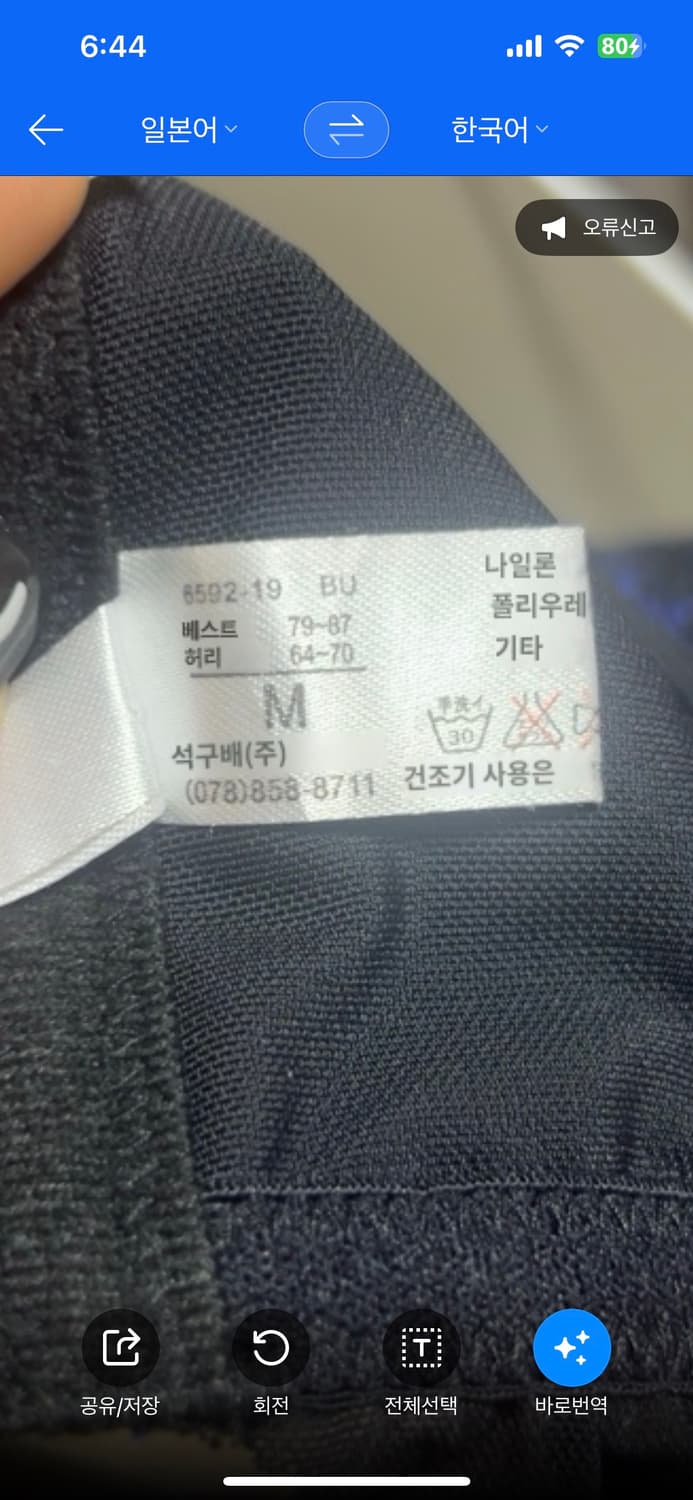 6:44
80
일본어
한국어
오류신고
6592-19 BU
베스트 79~87
허리 64~70
M
석구배(주)
(078)858-8711
나일론
폴리우레
기타
手洗イ
30
건조기 사용은
공유/저장
회전
전체선택
바로번역